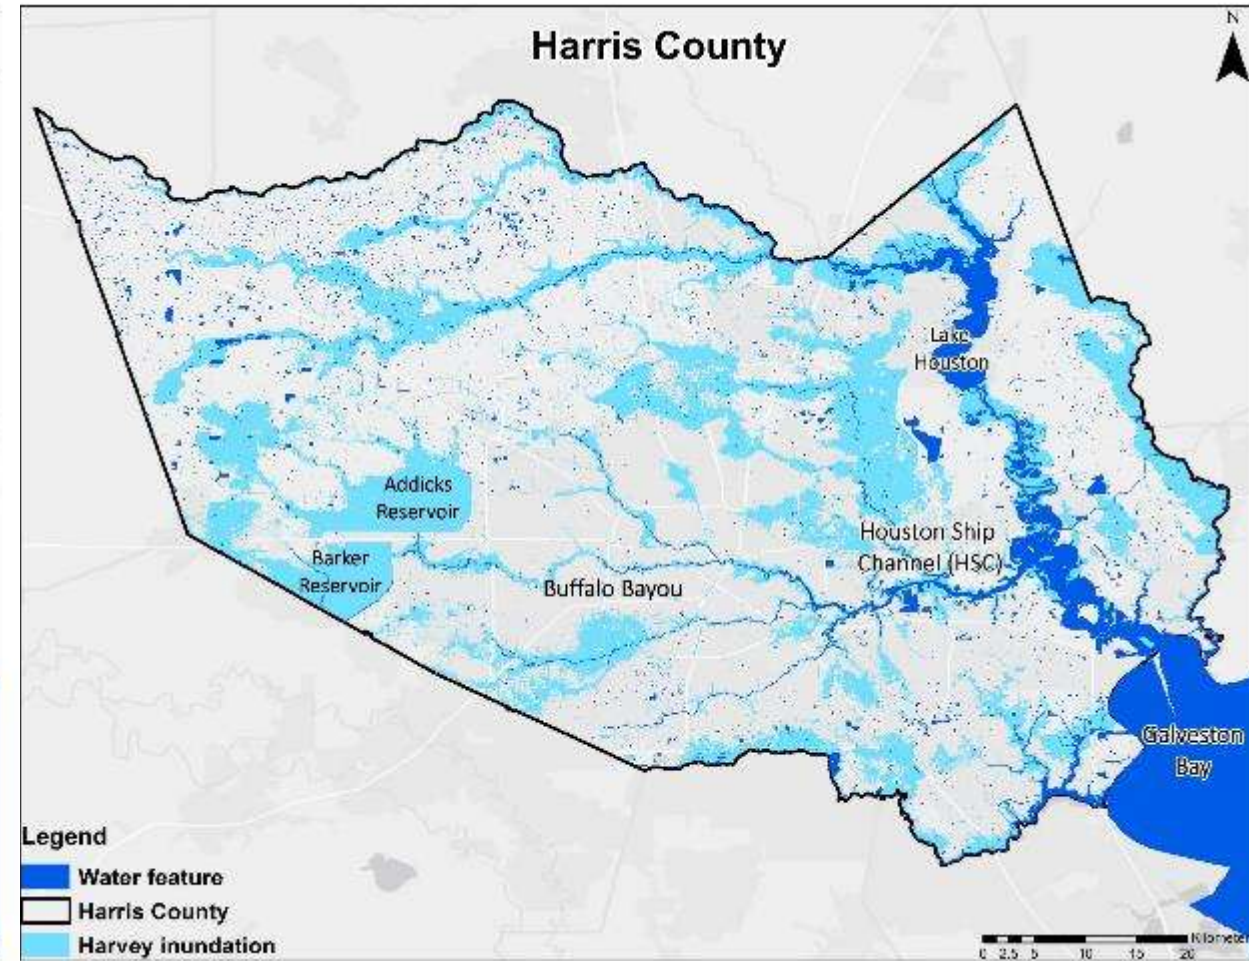 Harris County
N
Lake
Houston
Addicks
Reservoir
Houston Ship
Channel (HSC)
Barker
Reservoir
Buffalo Bayou
Galveston
Bay
Legend
Water feature
Harris County
Harvey inundation
Kilometer
0 2.5 5 10 15 20